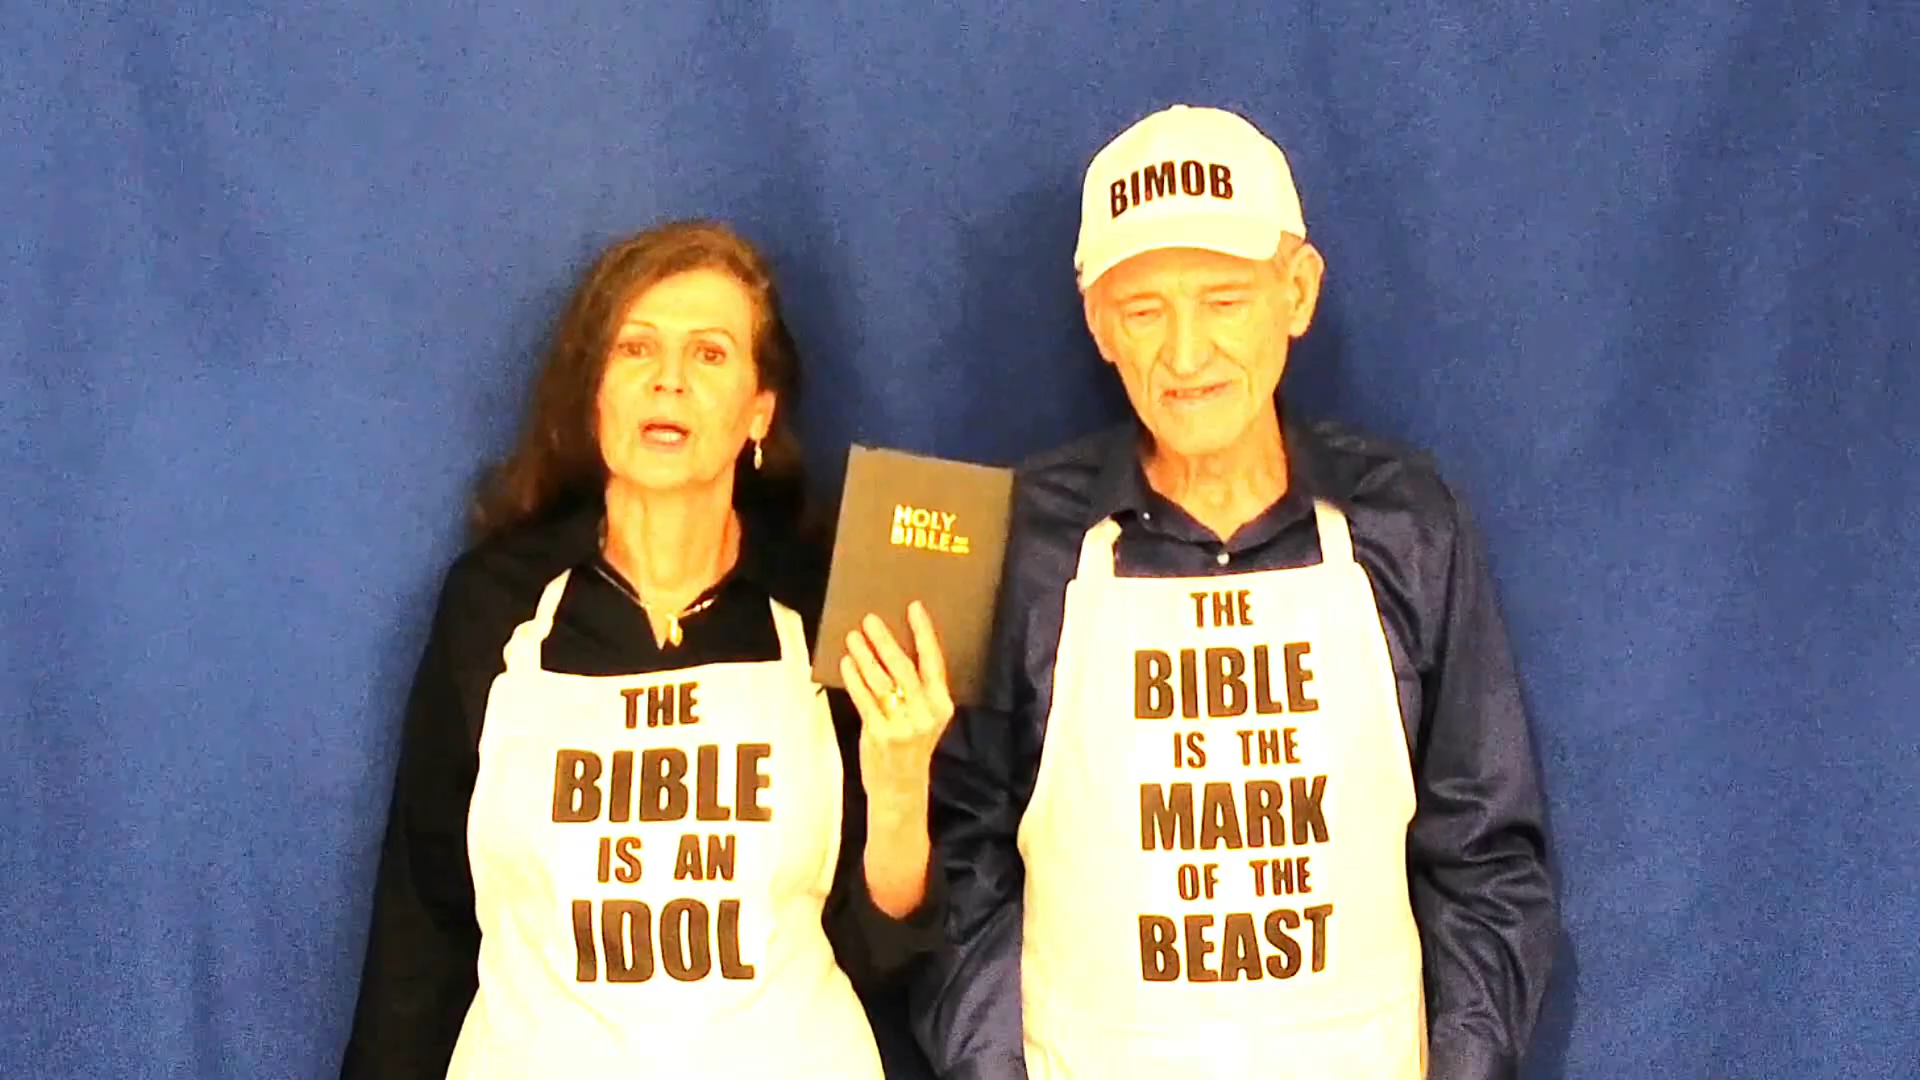 BIMOB
HOLY
BIBLE
THE
BIBLE
IS AN
IDOL
THE
BIBLE
IS THE
MARK
OF THE
BEAST